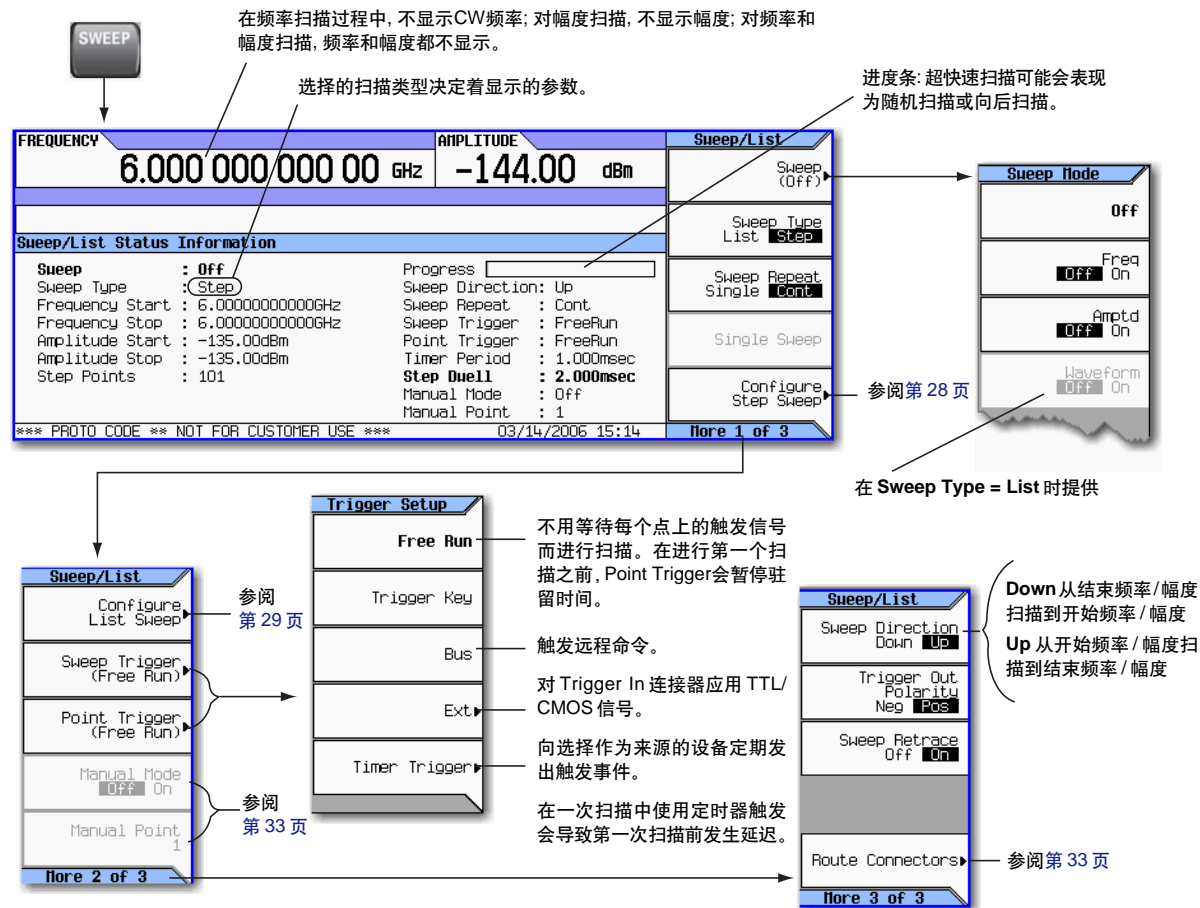 SWEEP
在频率扫描过程中, 不显示CW频率; 对幅度扫描, 不显示幅度; 对频率和
幅度扫描, 频率和幅度都不显示。
选择的扫描类型决定着显示的参数。
进度条: 超快速扫描可能会表现
为随机扫描或向后扫描。
FREQUENCY
6.000 000 000 00 GHz
AMPLITUDE
-144.00 dBm
Sweep/List Status Information
Sweep : Off
Sweep Type : Step
Frequency Start : 6.00000000000GHz
Frequency Stop : 6.00000000000GHz
Amplitude Start : -135.00dBm
Amplitude Stop : -135.00dBm
Step Points : 101
Progress
Sweep Direction: Up
Sweep Repeat : Cont
Sweep Trigger : FreeRun
Point Trigger : FreeRun
Timer Period : 1.000msec
Step Dwell : 2.000msec
Manual Mode : Off
Manual Point : 1
*** PROTO CODE ** NOT FOR CUSTOMER USE ***
03/14/2006 15:14
Sweep/List
Sweep
(Off)
Sweep Type
List Step
Sweep Repeat
Single Cont
Single Sweep
Configure
Step Sweep
More 1 of 3
参阅第 28 页
Sweep Mode
Off
Freq
Off On
Amptd
Off On
Waveform
Off On
在 Sweep Type = List 时提供
Sweep/List
Configure
List Sweep
Sweep Trigger
(Free Run)
Point Trigger
(Free Run)
Manual Mode
Off On
Manual Point
1
More 2 of 3
参阅
第 29 页
参阅
第 33 页
Trigger Setup
Free Run
Trigger Key
Bus
Ext
Timer Trigger
不用等待每个点上的触发信号
而进行扫描。在进行第一个扫
描之前, Point Trigger会暂停驻
留时间。
触发远程命令。
对 Trigger In 连接器应用 TTL/
CMOS 信号。
向选择作为来源的设备定期发
出触发事件。
在一次扫描中使用定时器触发
会导致第一次扫描前发生延迟。
Sweep/List
Sweep Direction
Down Up
Trigger Out
Polarity
Neg Pos
Sweep Retrace
Off On
Route Connectors
More 3 of 3
Down 从结束频率/幅度
扫描到开始频率 / 幅度
Up 从开始频率 / 幅度扫
描到结束频率 / 幅度
参阅第 33 页